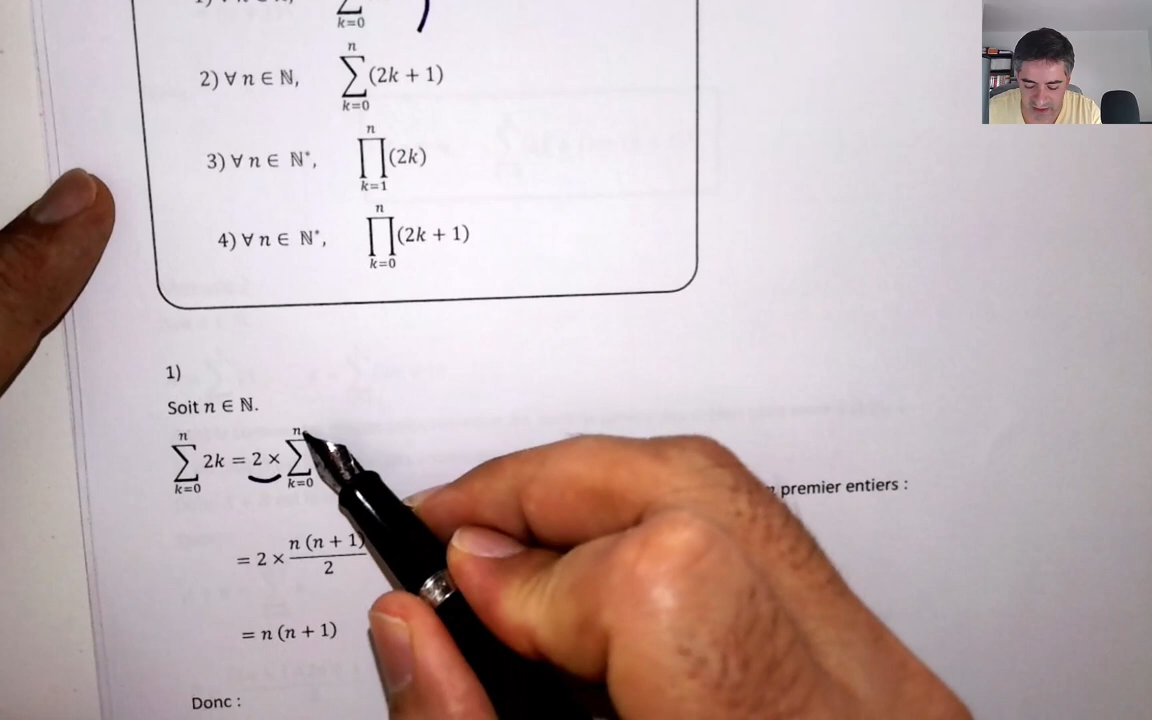 k=0
2) ∀ n ∈ ℕ, ∑_{k=0}^{n} (2k + 1)
3) ∀ n ∈ ℕ*, ∏_{k=1}^{n} (2k)
4) ∀ n ∈ ℕ*, ∏_{k=0}^{n} (2k + 1)
1)
Soit n ∈ ℕ.
∑_{k=0}^{n} 2k = 2 × ∑_{k=0}^{n}
premier entiers :
= 2 × \frac{n (n + 1)}{2}
= n (n + 1)
Donc :